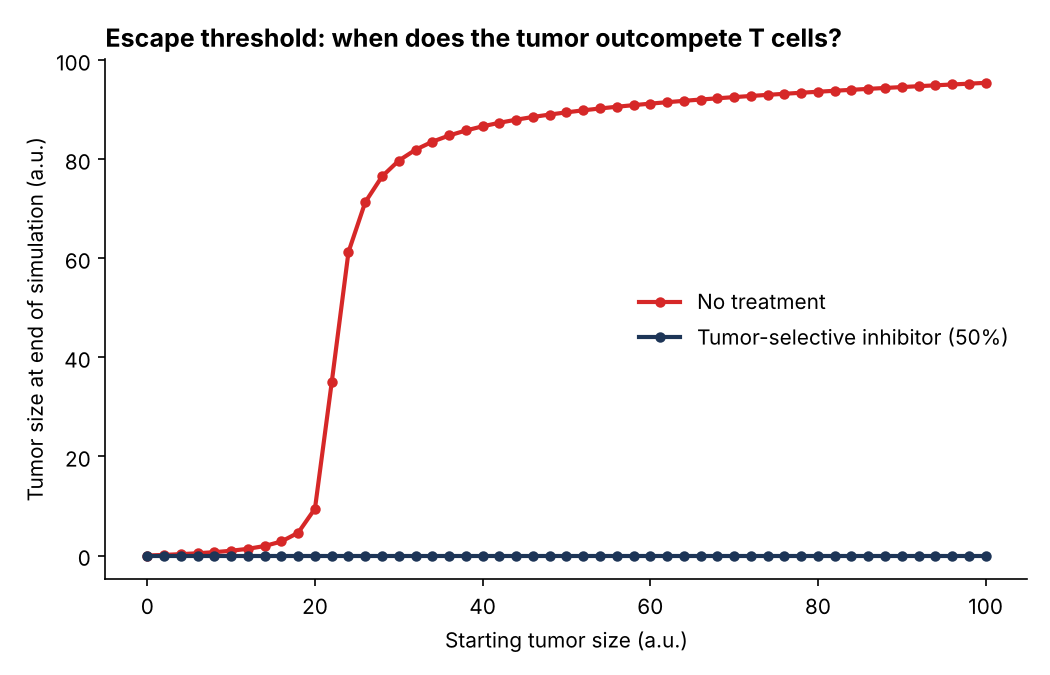 Escape threshold: when does the tumor outcompete T cells?
Tumor size at end of simulation (a.u.)
100
80
60
40
20
0
No treatment
Tumor-selective inhibitor (50%)
0 20 40 60 80 100
Starting tumor size (a.u.)